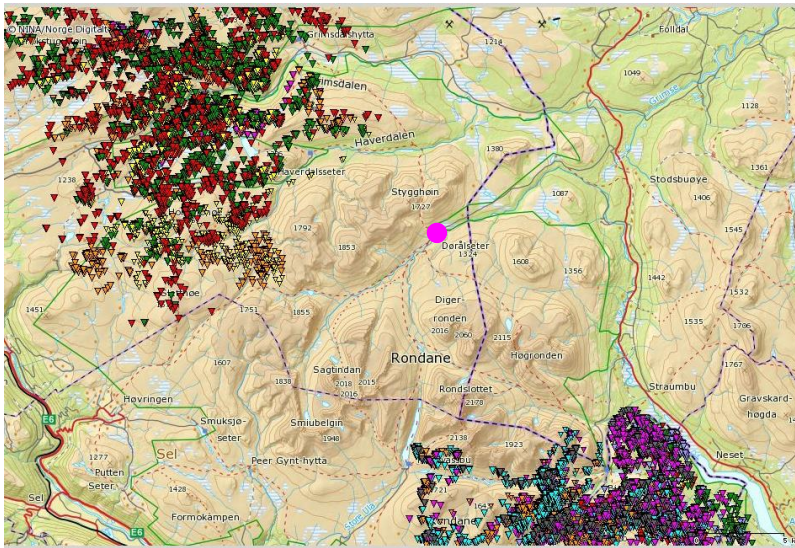 © NINA/Norge Digitalt
Grimsdalshytta
1214
Folldal
1049
Grimse
1128
Haverdalen
1380
1361
1238
Haverdalsseter
Stygghøin
1727
1087
Stodsbuøye
1406
1792
1853
Dørålseter
1324
1608
1356
1545
1442
1532
1451
1751
1855
Diger-
ronden
2016
2060
2115
1535
1706
1607
Rondane
Høgronden
1767
Sagtindan
2018
2015
2016
1838
Rondslottet
2178
Straumbu
Høvringen
Gravskard-
høgda
E6
Smuksjø-
seter
Smiubelgin
1948
2138
1923
Sel
1277
Putten
Seter
Peer Gynt-hytta
Neset
1428
Sel
Formokampen
E6
0